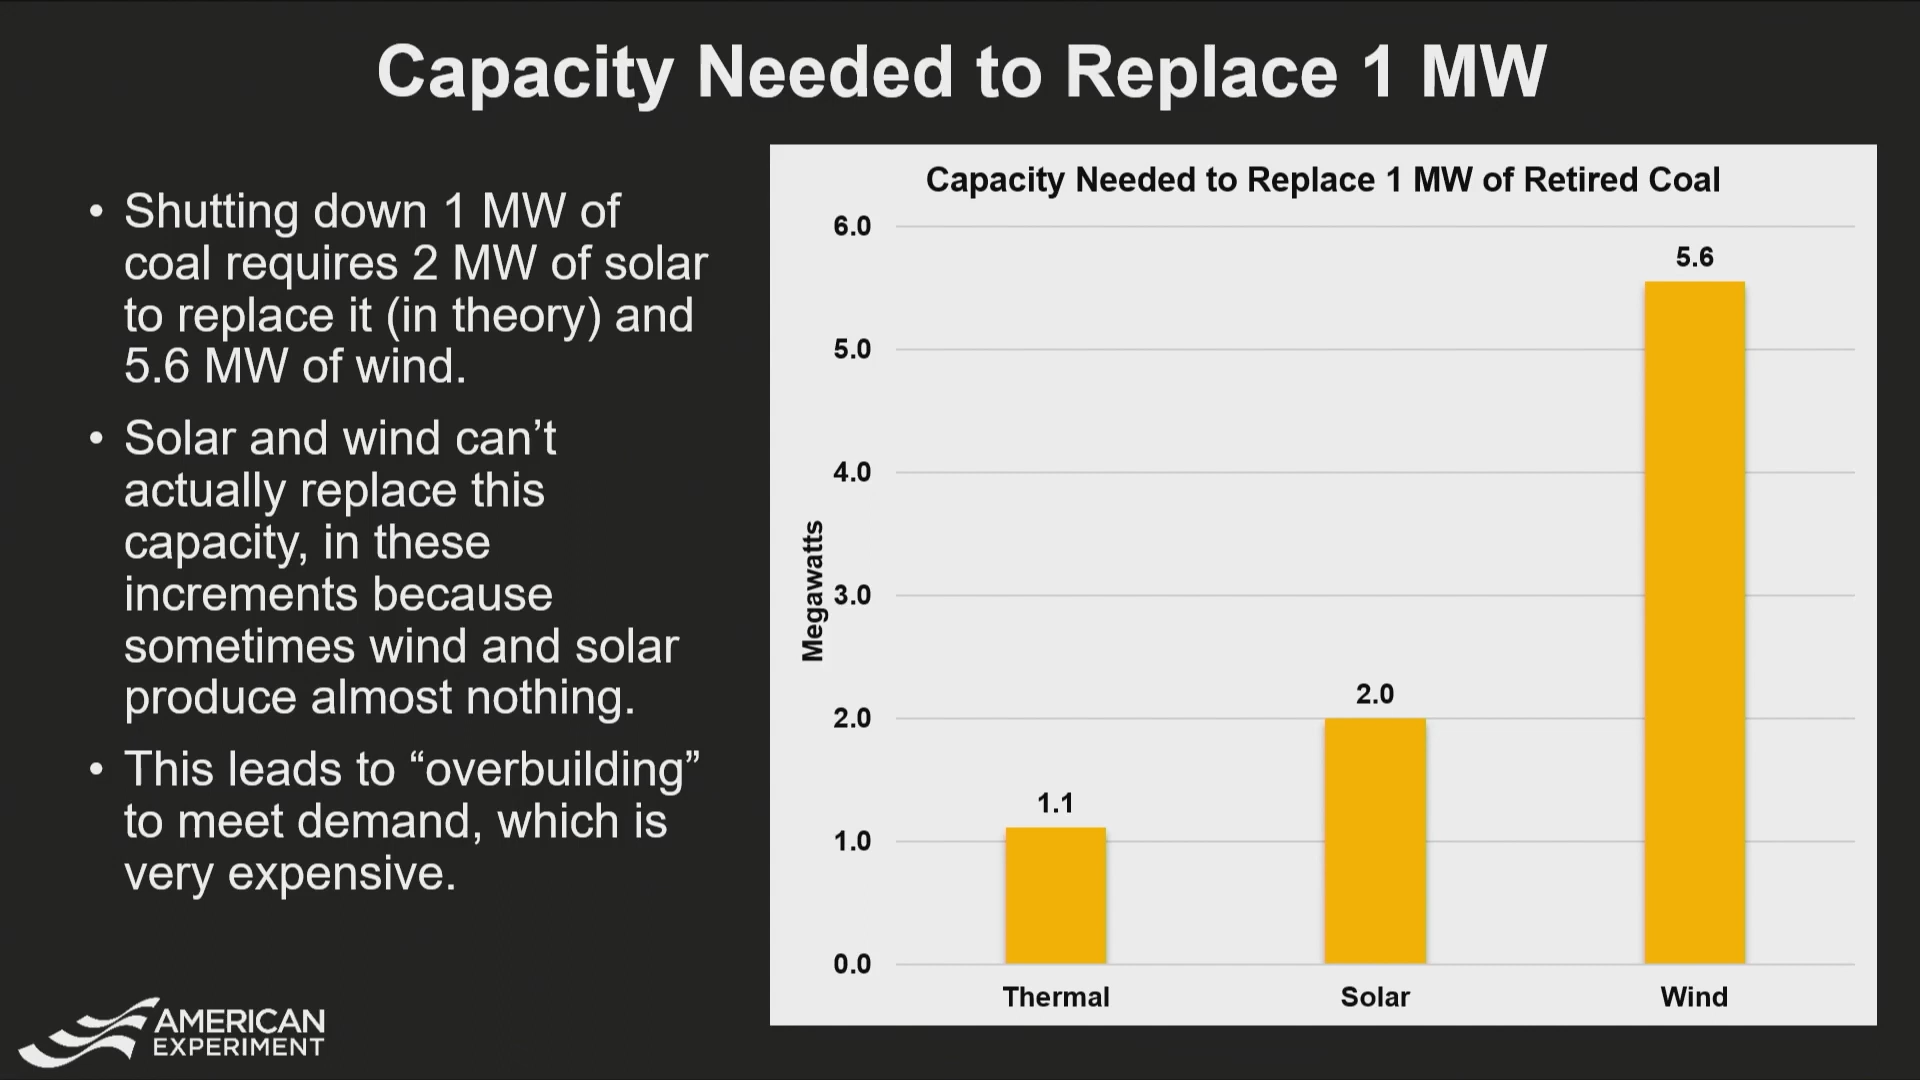 Capacity Needed to Replace 1 MW
• Shutting down 1 MW of
coal requires 2 MW of solar
to replace it (in theory) and
5.6 MW of wind.
• Solar and wind can’t
actually replace this
capacity, in these
increments because
sometimes wind and solar
produce almost nothing.
• This leads to “overbuilding”
to meet demand, which is
very expensive.
AMERICAN
EXPERIMENT
Capacity Needed to Replace 1 MW of Retired Coal
Megawatts
6.0
5.0
4.0
3.0
2.0
1.0
0.0
1.1
2.0
5.6
Thermal Solar Wind